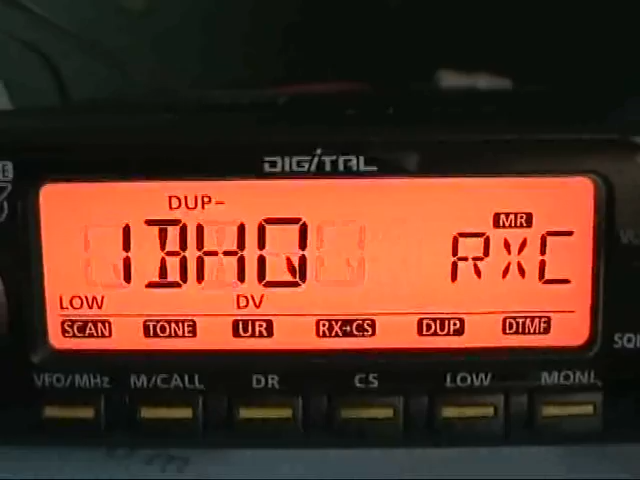 DIGITAL
DUP-
MR
1BHQ RXC
LOW DV
SCAN TONE UR RX→CS DUP DTMF
VFO/MHz M/CALL DR CS LOW MONI